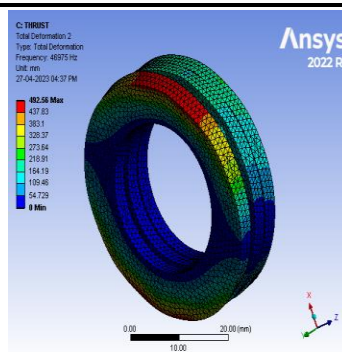 C: THRUST
Total Deformation 2
Type: Total Deformation
Frequency: 46975 Hz
Unit: mm
27-04-2023 04:37 PM
492.56 Max
437.83
383.1
328.37
273.64
218.91
164.19
109.46
54.729
0 Min
Ansys
2022 R
0.00
20.00 (mm)
10.00
X
Y
Z